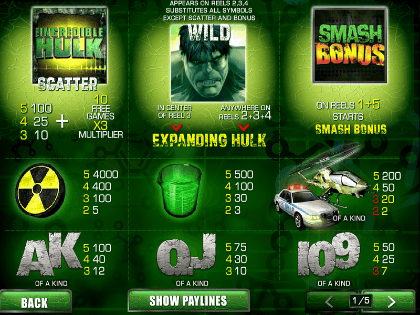 APPEARS ON REELS 2,3,4
SUBSTITUTES ALL SYMBOLS
EXCEPT SCATTER AND BONUS
THE INCREDIBLE
HULK
SCATTER
WILD
SMASH
BONUS
5 100
4 25
3 10
+
10
FREE
GAMES
X3
MULTIPLIER
IN CENTER
OF REEL 3
ANYWHERE ON
REELS 2+3+4
EXPANDING HULK
ON REELS 1+5
STARTS
SMASH BONUS
5 4000
4 400
3 100
2 5
5 500
4 100
3 30
2 3
5 200
4 50
3 20
2 2
OF A KIND
AK
5 100
4 40
3 12
OF A KIND
QJ
5 75
4 30
3 10
OF A KIND
109
5 50
4 25
3 7
OF A KIND
BACK
SHOW PAYLINES
1/5